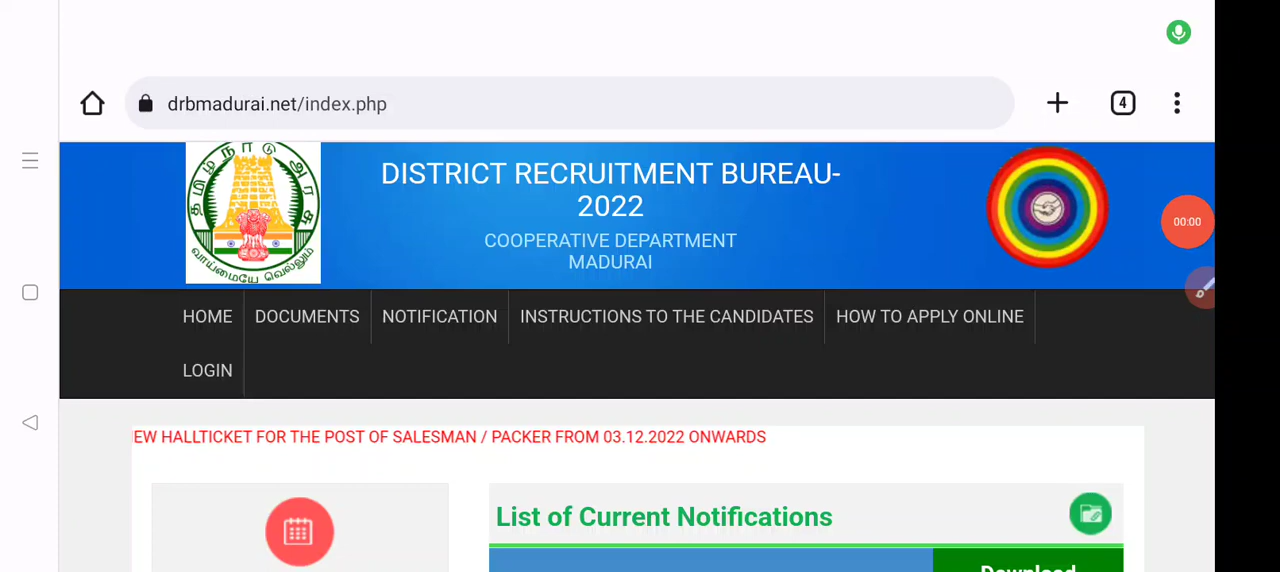 drbmadurai.net/index.php
4
தமிழ்நாடு அரசு
வாய்மையே வெல்லும்
DISTRICT RECRUITMENT BUREAU-
2022
COOPERATIVE DEPARTMENT
MADURAI
00:00
HOME DOCUMENTS NOTIFICATION INSTRUCTIONS TO THE CANDIDATES HOW TO APPLY ONLINE
LOGIN
EW HALLTICKET FOR THE POST OF SALESMAN / PACKER FROM 03.12.2022 ONWARDS
List of Current Notifications
Download